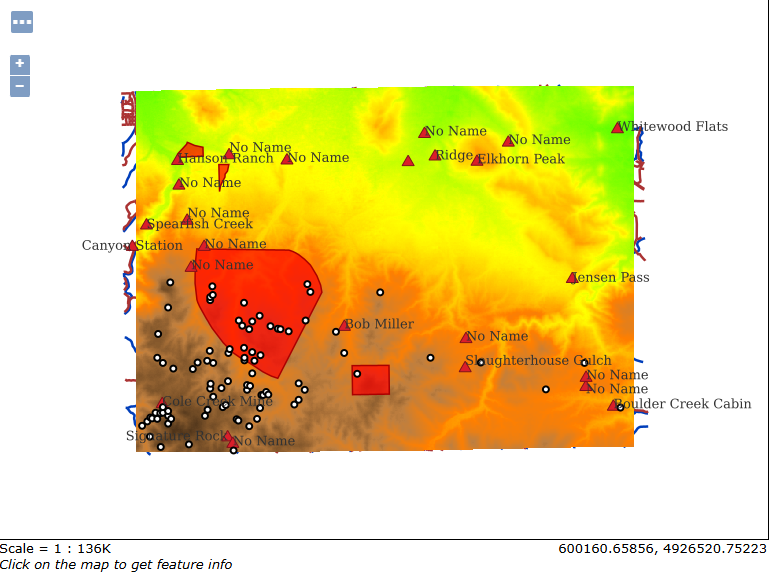 Whitewood Flats
No Name
No Name
No Name
Hanson Ranch
No Name
Ridge
Elkhorn Peak
No Name
No Name
Spearfish Creek
Canyon Station
No Name
No Name
Jensen Pass
Bob Miller
No Name
Slaughterhouse Gulch
No Name
No Name
Cole Creek Mine
Boulder Creek Cabin
Signature Rock
No Name
Scale = 1 : 136K
600160.65856, 4926520.75223
Click on the map to get feature info